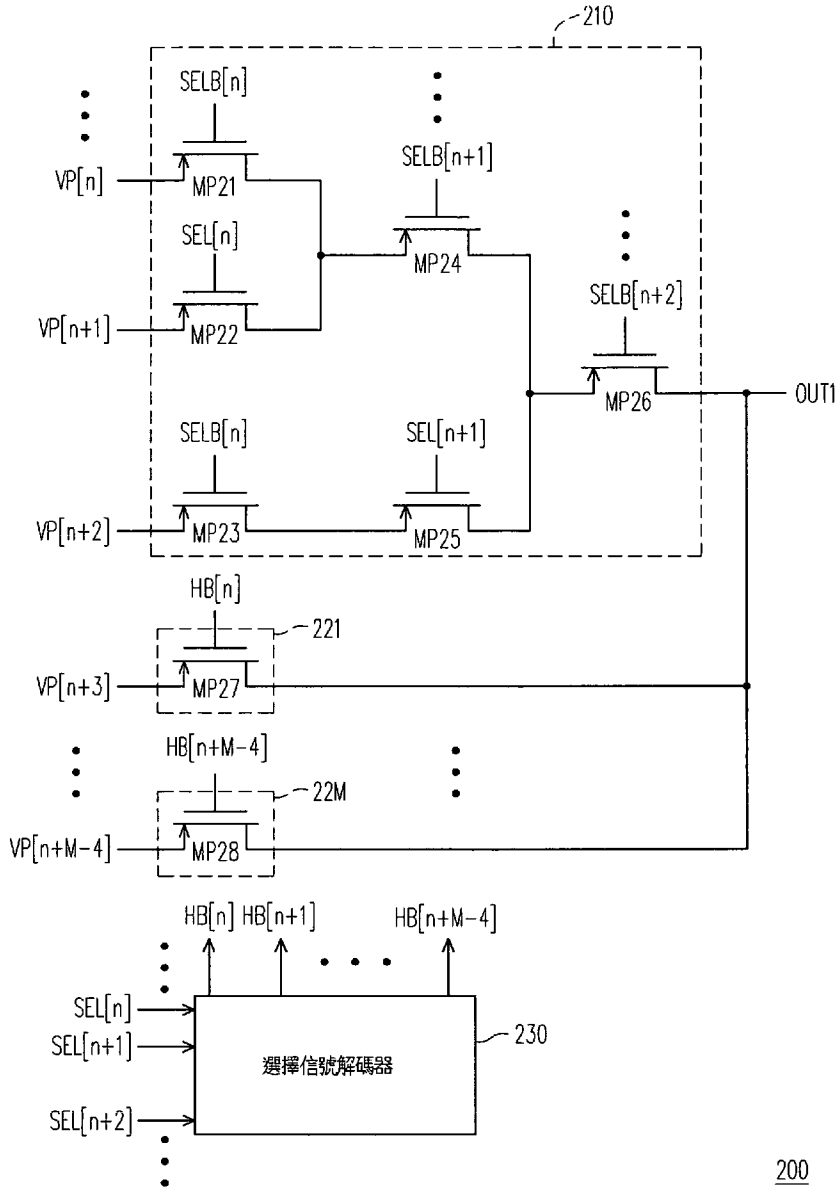 210
SELB[n]
VP[n]
MP21
SELB[n+1]
MP24
SEL[n]
VP[n+1]
MP22
SELB[n+2]
MP26
OUT1
SELB[n]
SEL[n+1]
VP[n+2]
MP23
MP25
HB[n]
221
VP[n+3]
MP27
HB[n+M-4]
22M
VP[n+M-4]
MP28
HB[n] HB[n+1] HB[n+M-4]
SEL[n]
SEL[n+1]
SEL[n+2]
選擇信號解碼器
230
200